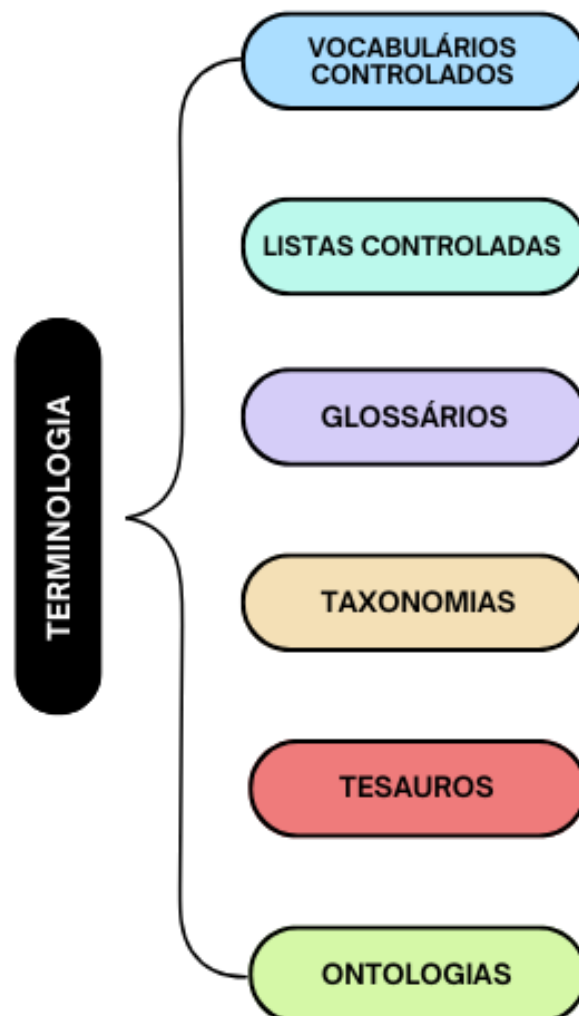 TERMINOLOGIA
VOCABULÁRIOS
CONTROLADOS
LISTAS CONTROLADAS
GLOSSÁRIOS
TAXONOMIAS
TESAUROS
ONTOLOGIAS